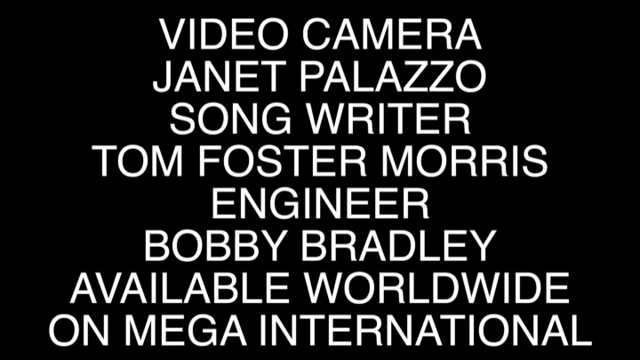 VIDEO CAMERA
JANET PALAZZO
SONG WRITER
TOM FOSTER MORRIS
ENGINEER
BOBBY BRADLEY
AVAILABLE WORLDWIDE
ON MEGA INTERNATIONAL